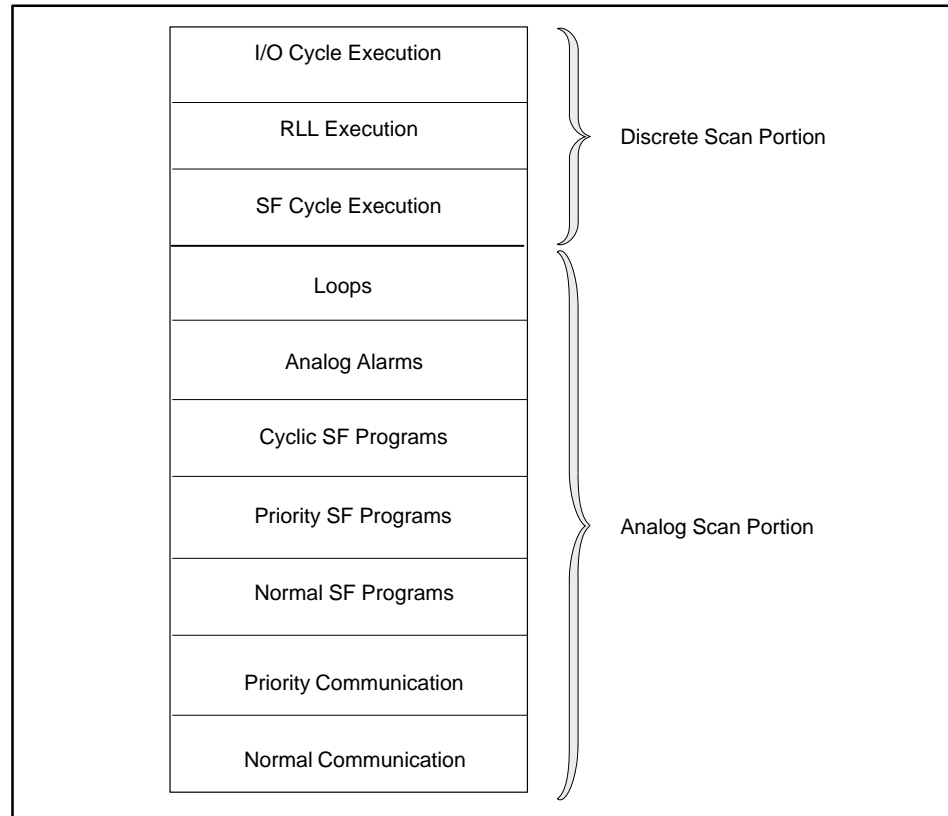 I/O Cycle Execution
RLL Execution
Discrete Scan Portion
SF Cycle Execution
Loops
Analog Alarms
Cyclic SF Programs
Priority SF Programs
Analog Scan Portion
Normal SF Programs
Priority Communication
Normal Communication